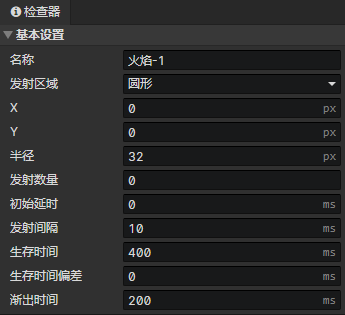 检查器
基本设置
名称 火焰-1
发射区域 圆形
X 0 px
Y 0 px
半径 32 px
发射数量 0
初始延时 0 ms
发射间隔 10 ms
生存时间 400 ms
生存时间偏差 0 ms
渐出时间 200 ms